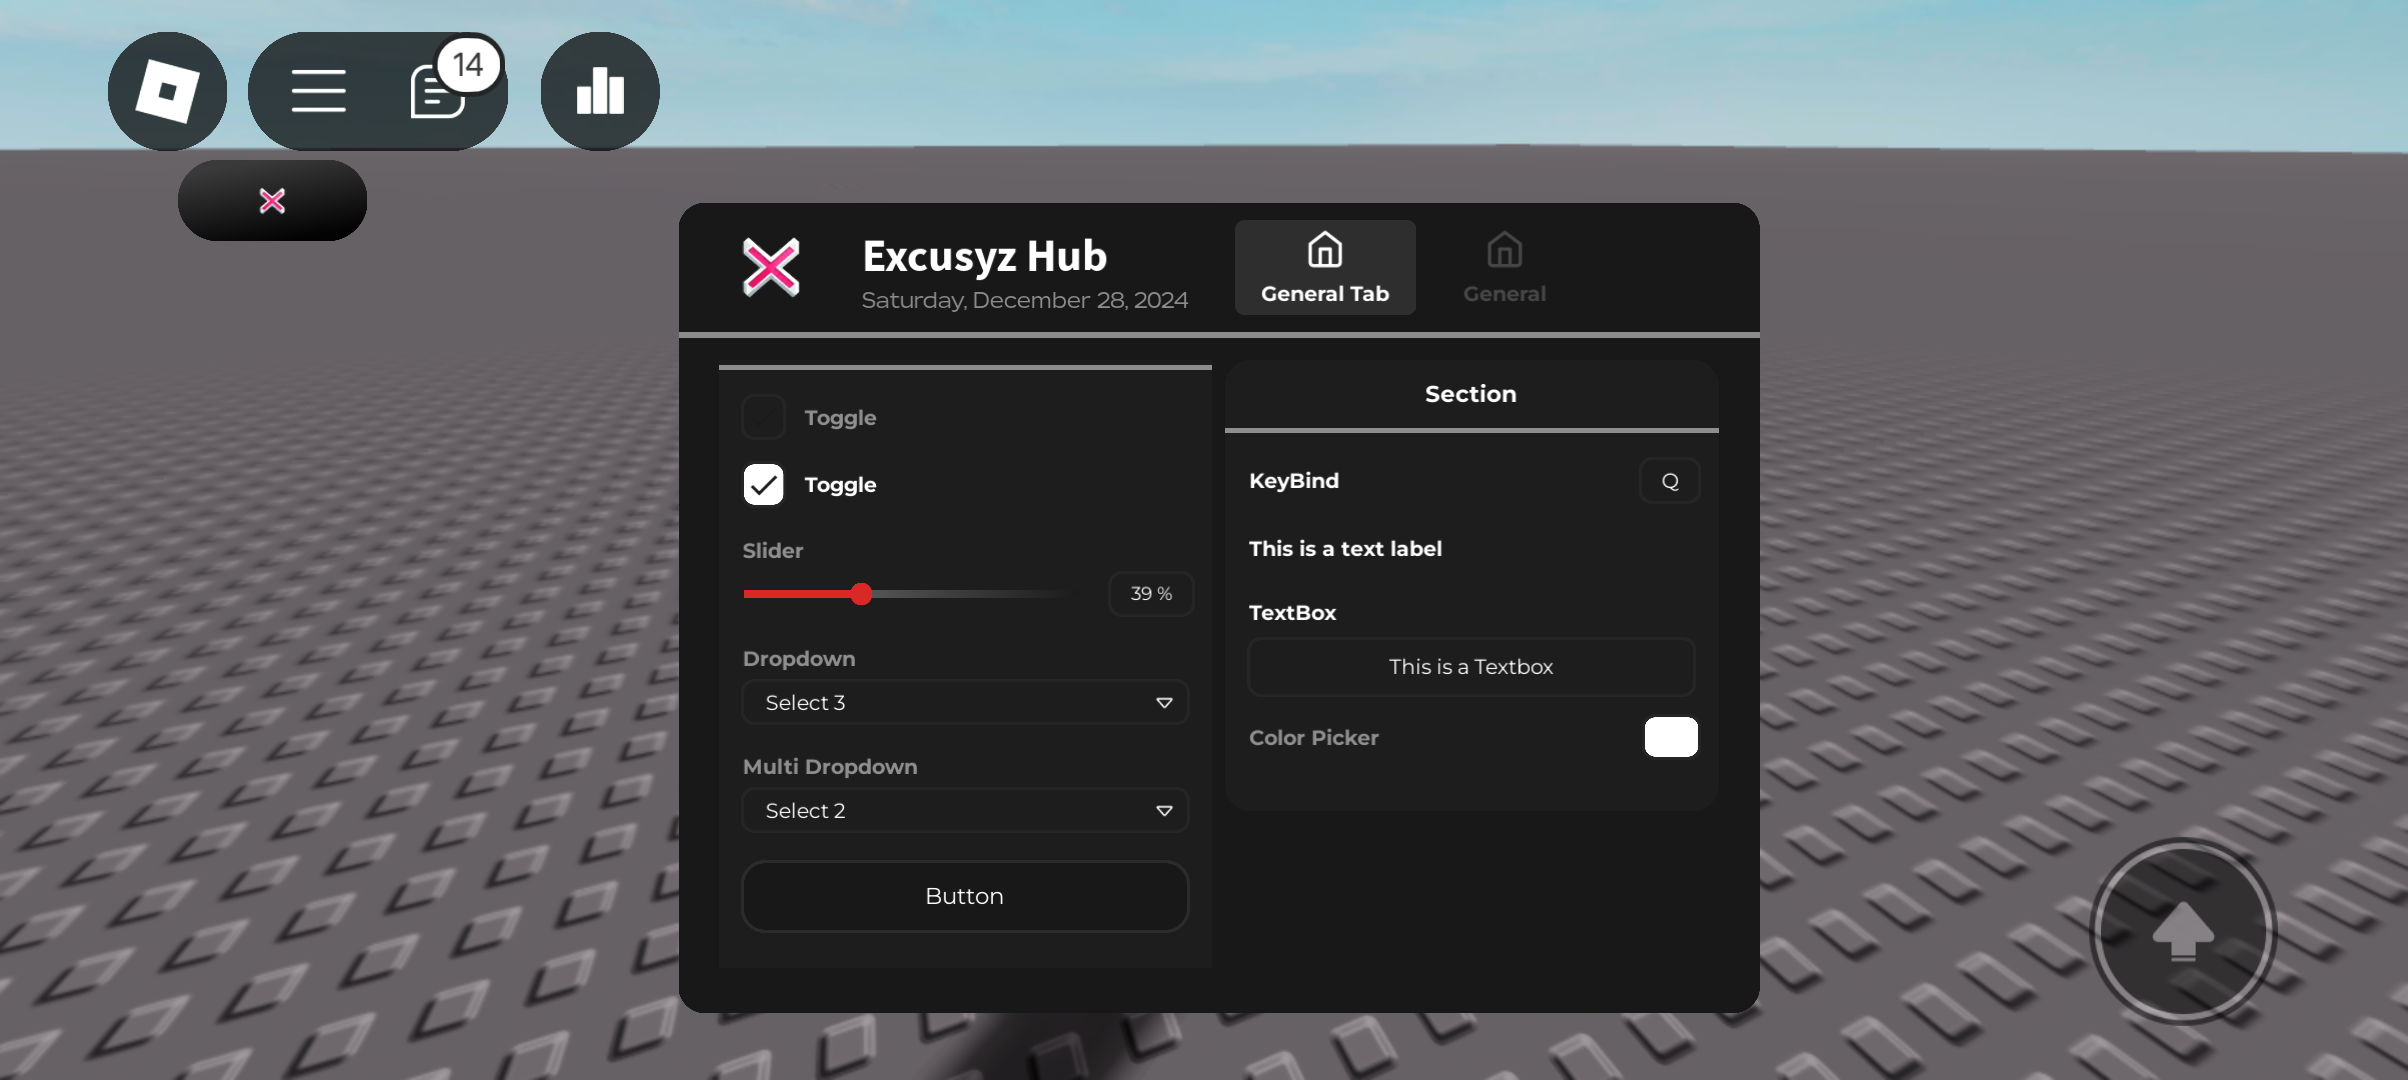 14
Excusyz Hub
Saturday, December 28, 2024
General Tab
General
Toggle
Toggle
Slider
39 %
Dropdown
Select 3
Multi Dropdown
Select 2
Button
Section
KeyBind
Q
This is a text label
TextBox
This is a Textbox
Color Picker